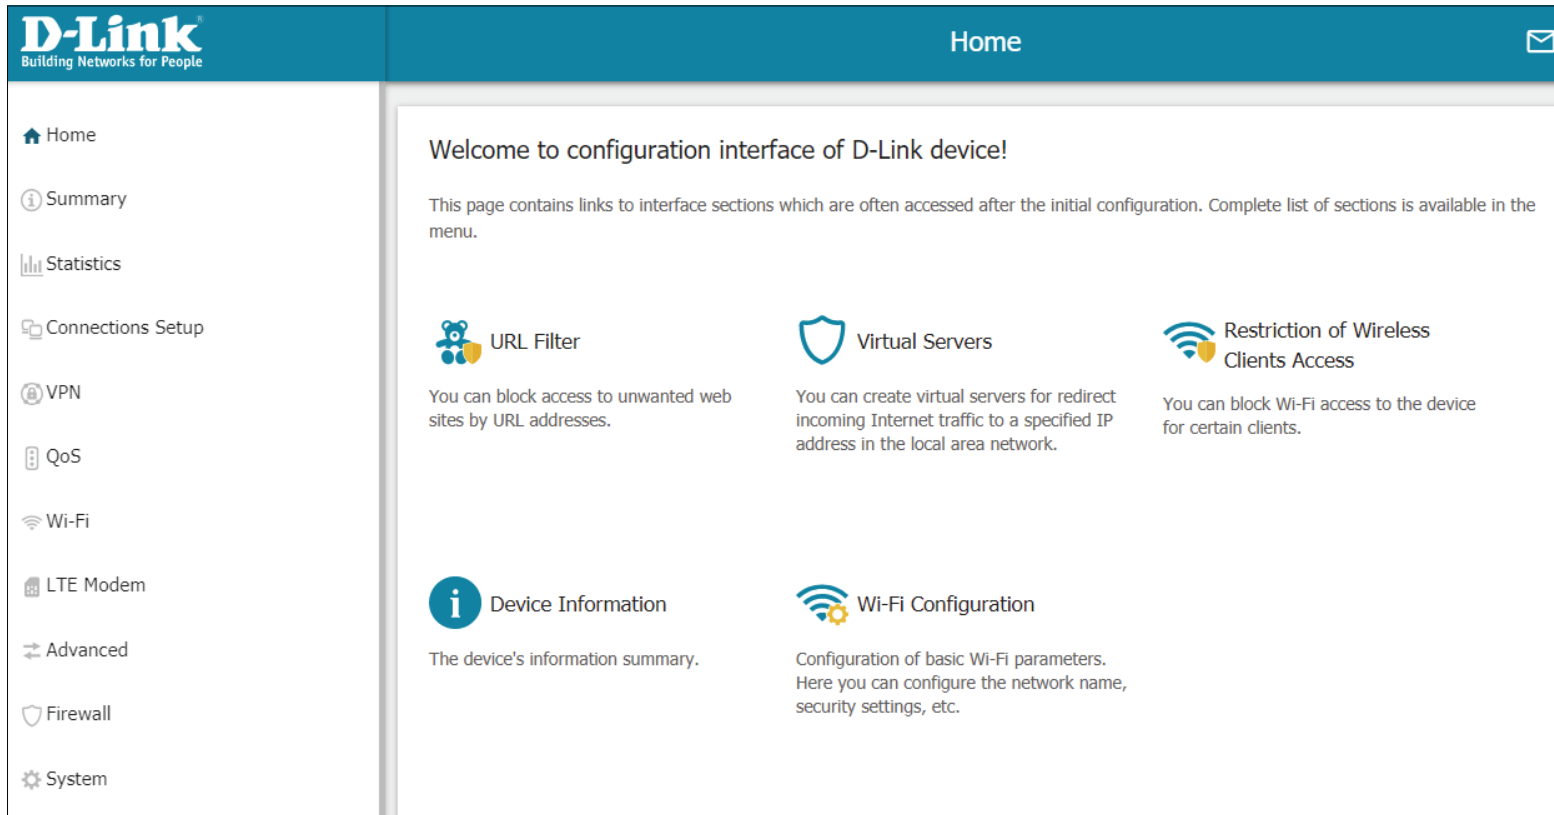 D-Link®
Building Networks for People
Home
Home
Summary
Statistics
Connections Setup
VPN
QoS
Wi-Fi
LTE Modem
Advanced
Firewall
System
Welcome to configuration interface of D-Link device!
This page contains links to interface sections which are often accessed after the initial configuration. Complete list of sections is available in the
menu.
URL Filter
You can block access to unwanted web
sites by URL addresses.
Virtual Servers
You can create virtual servers for redirect
incoming Internet traffic to a specified IP
address in the local area network.
Restriction of Wireless
Clients Access
You can block Wi-Fi access to the device
for certain clients.
Device Information
The device's information summary.
Wi-Fi Configuration
Configuration of basic Wi-Fi parameters.
Here you can configure the network name,
security settings, etc.